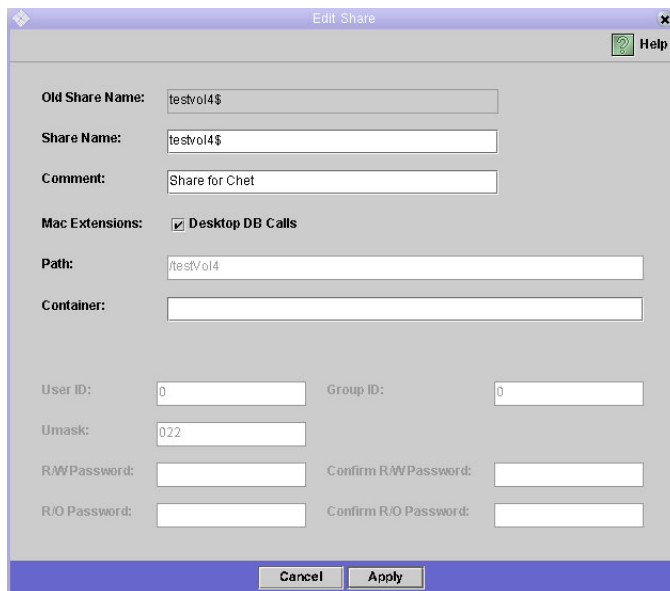 Edit Share
Help
Old Share Name: testvol4$
Share Name: testvol4$
Comment: Share for Chet
Mac Extensions: Desktop DB Calls
Path: /testVol4
Container:
User ID: 0 Group ID: 0
Umask: 022
R/W Password: Confirm R/W Password:
R/O Password: Confirm R/O Password:
Cancel Apply